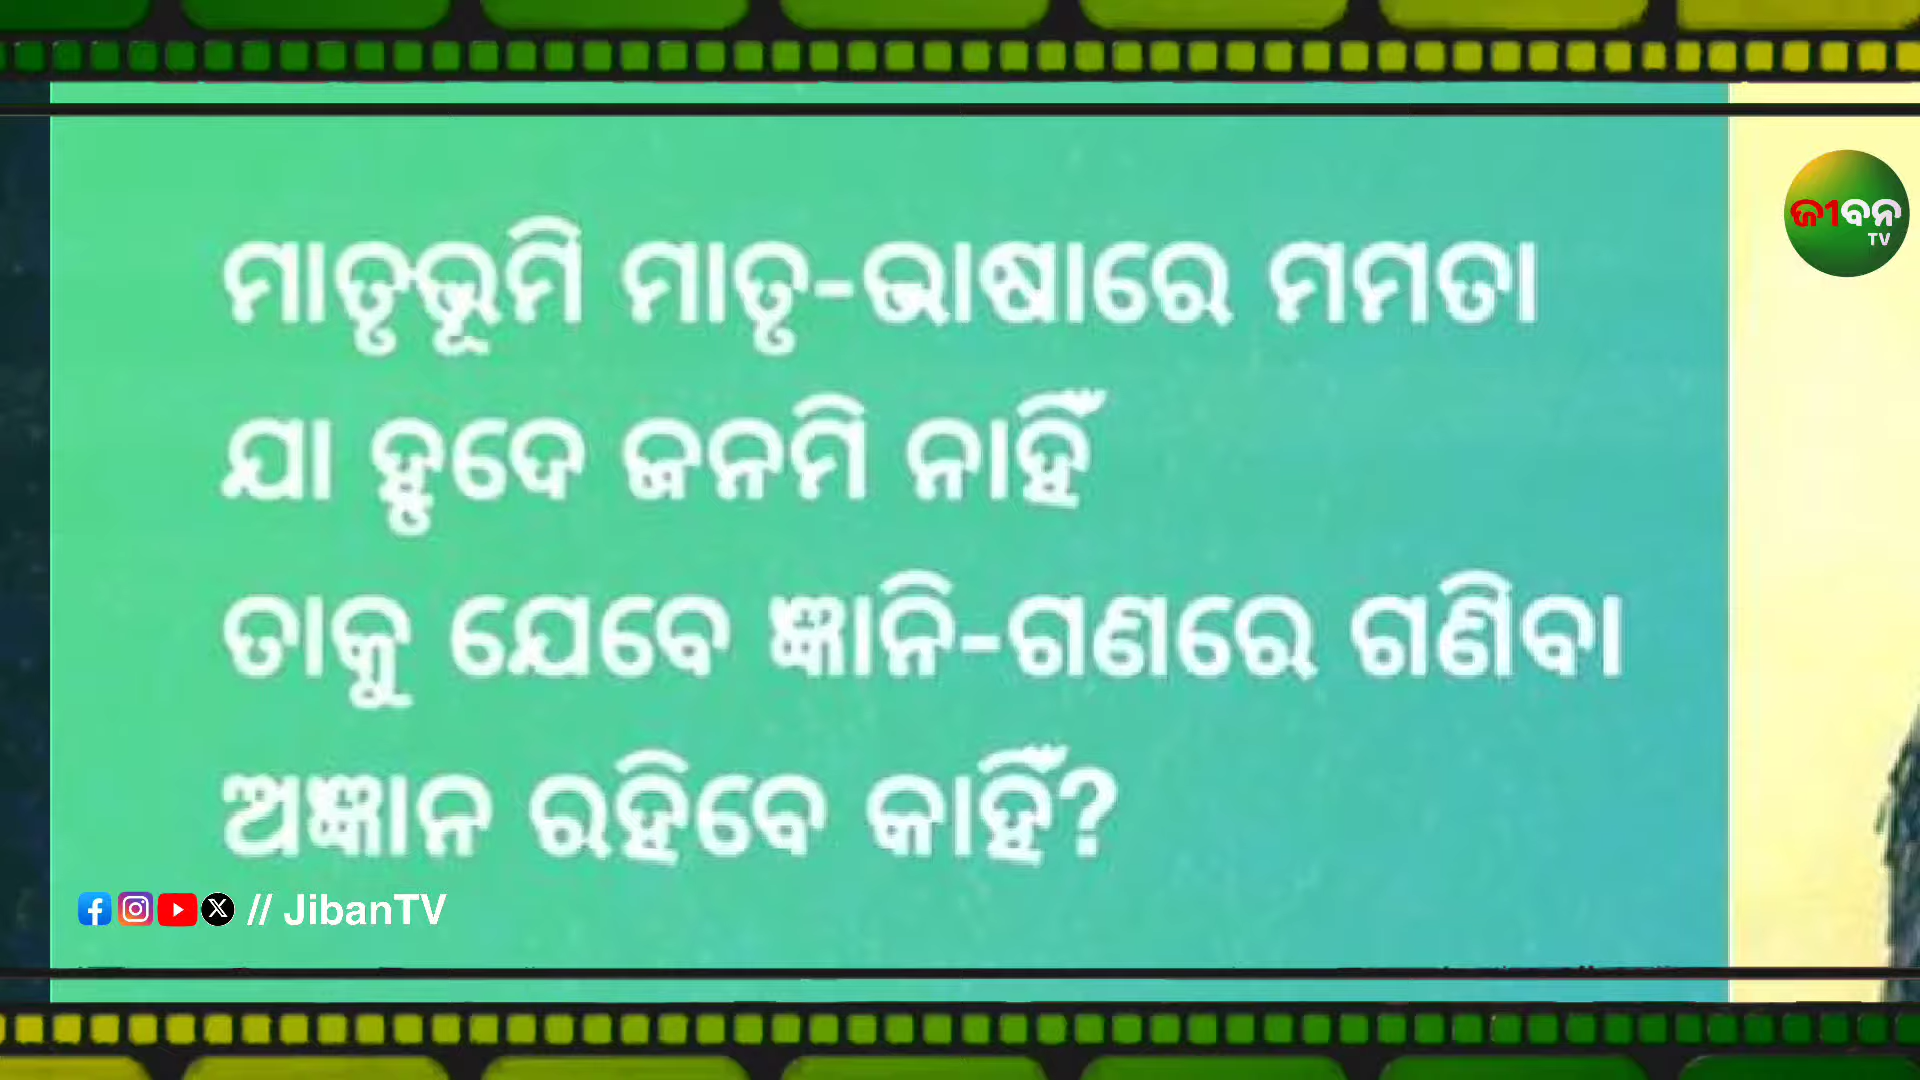 ମାତୃଭୂମି ମାତୃ-ଭାଷାରେ ମମତା
ଯା ହୃଦେ ଜନମି ନାହିଁ
ତାକୁ ଯେବେ ଜ୍ଞାନି-ଗଣରେ ଗଣିବା
ଅଜ୍ଞାନ ରହିବେ କାହିଁ?
ଜୀବନ
TV
// JibanTV